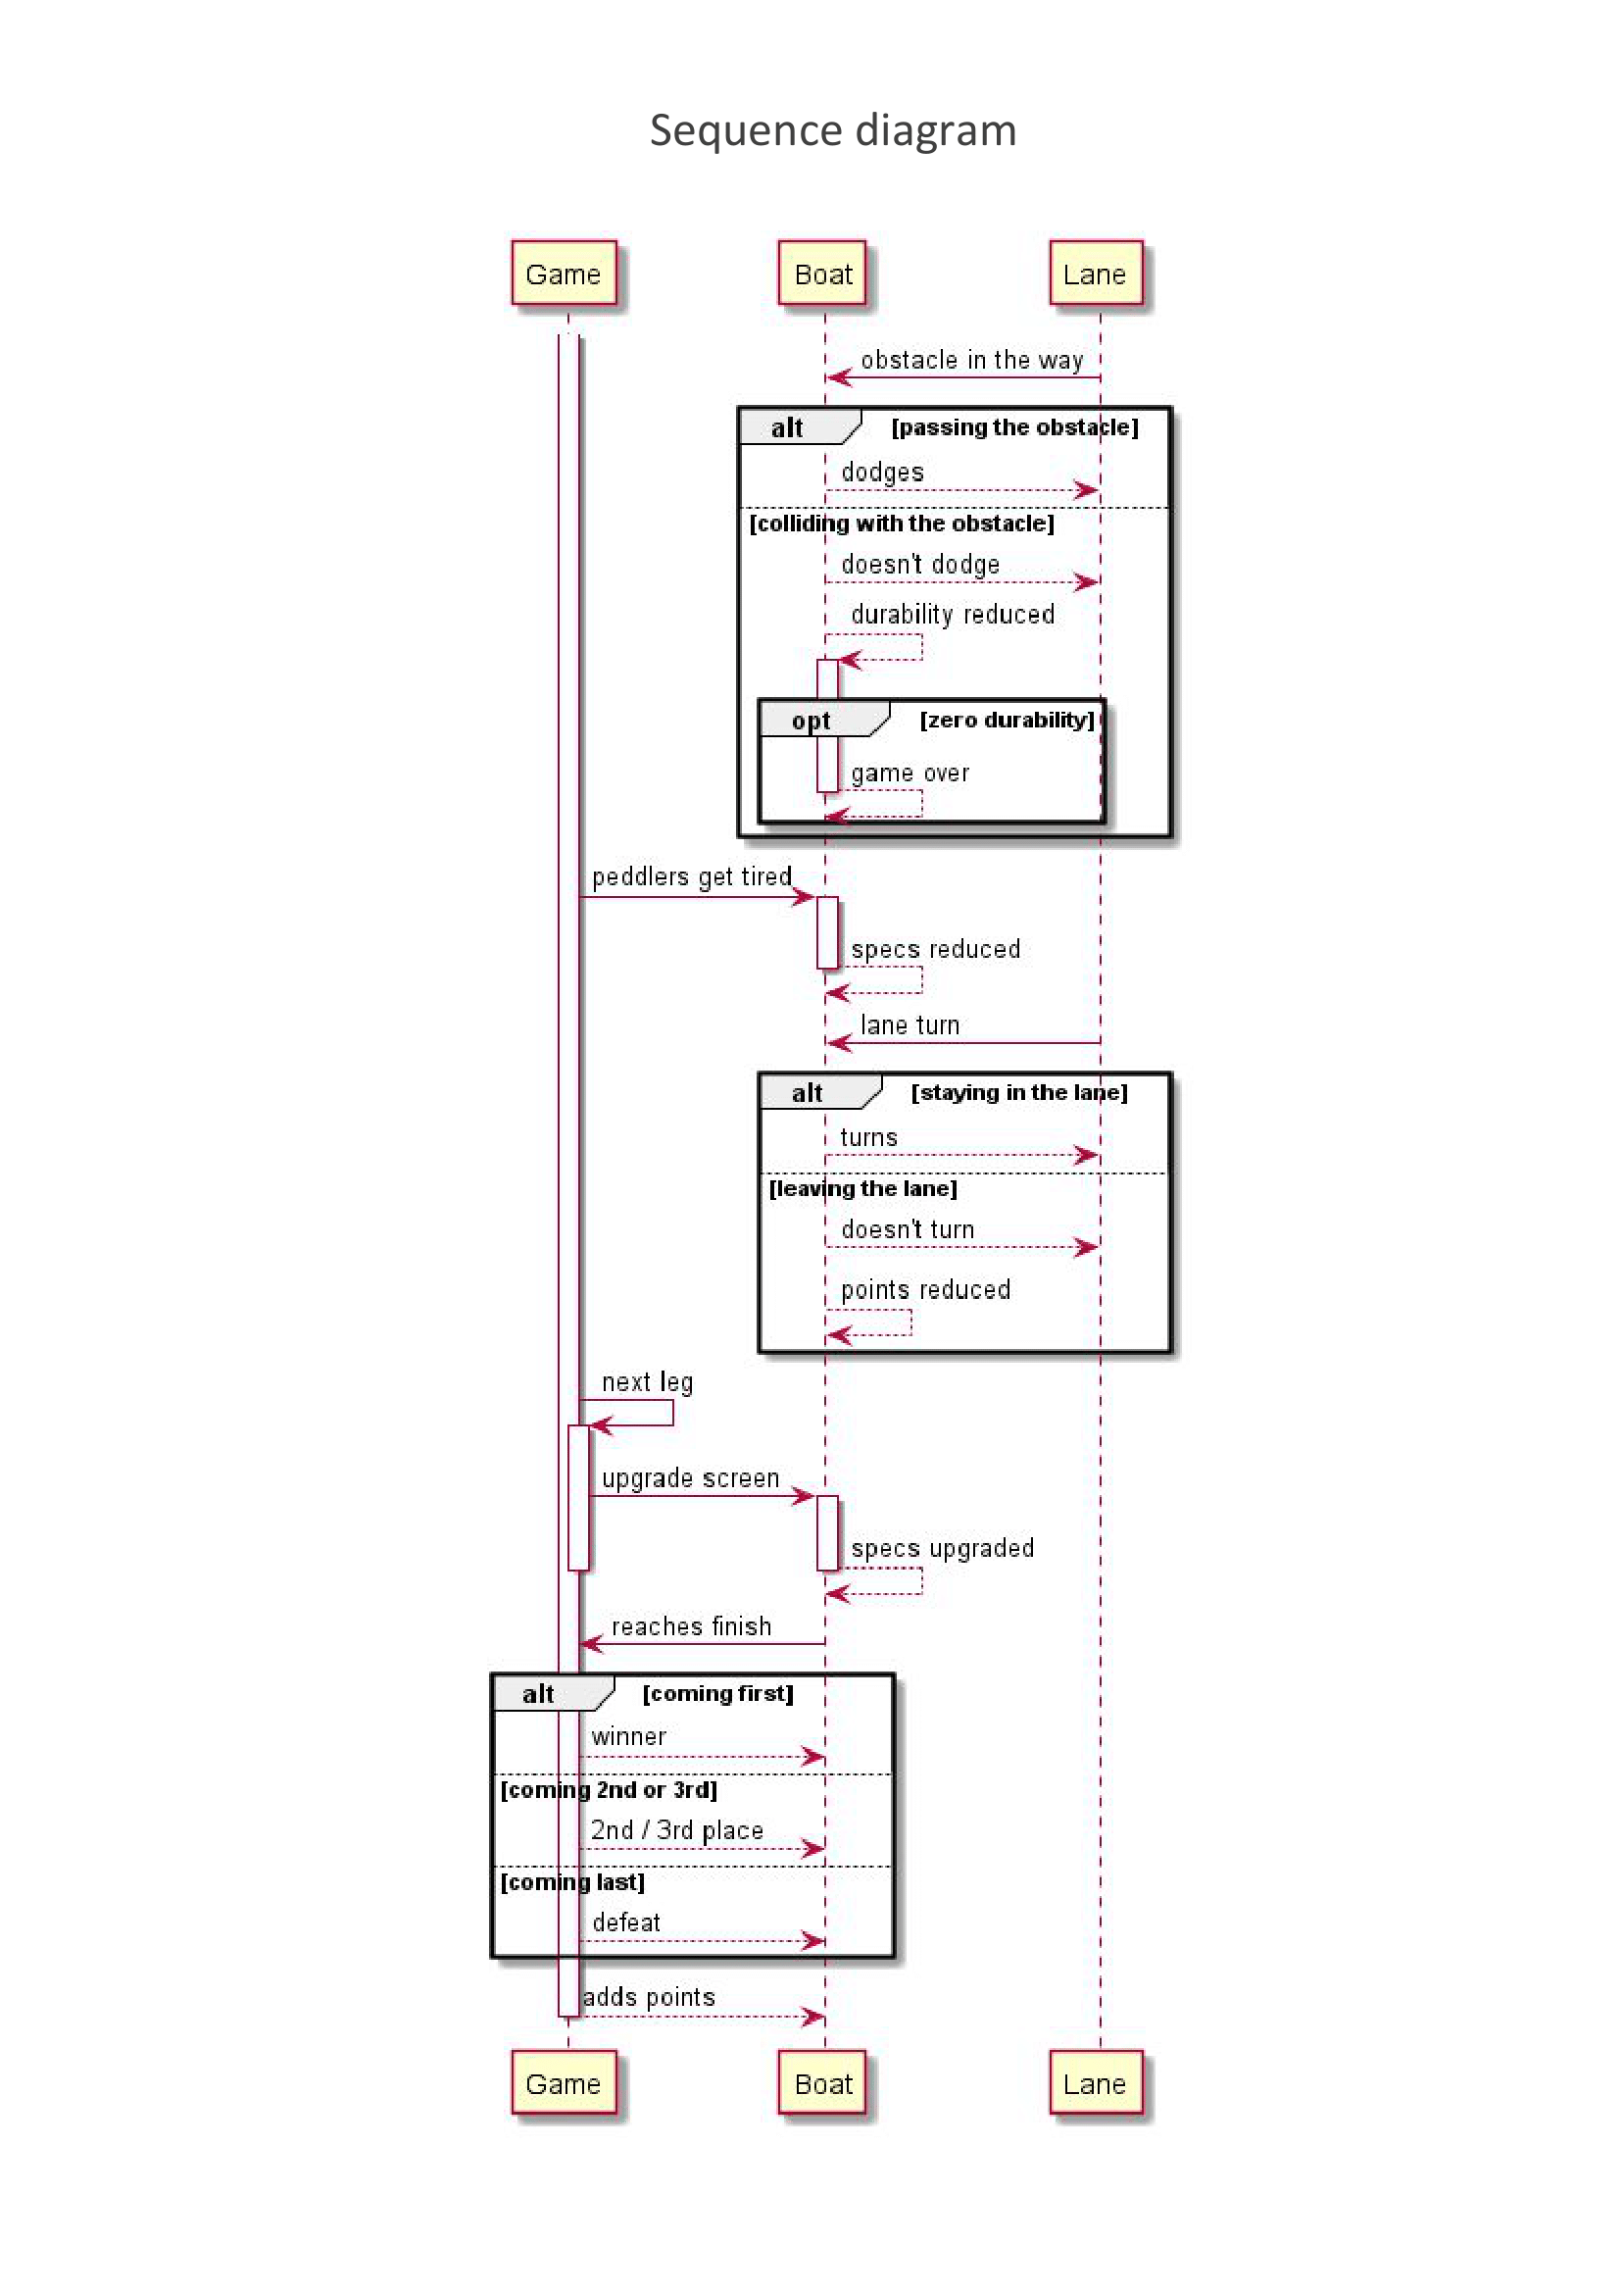 Sequence diagram
Game
Boat
Lane
obstacle in the way
alt
[passing the obstacle]
dodges
[colliding with the obstacle]
doesn't dodge
durability reduced
opt
[zero durability]
game over
peddlers get tired
specs reduced
lane turn
alt
[staying in the lane]
turns
[leaving the lane]
doesn't turn
points reduced
next leg
upgrade screen
specs upgraded
reaches finish
alt
[coming first]
winner
[coming 2nd or 3rd]
2nd / 3rd place
[coming last]
defeat
adds points
Game
Boat
Lane